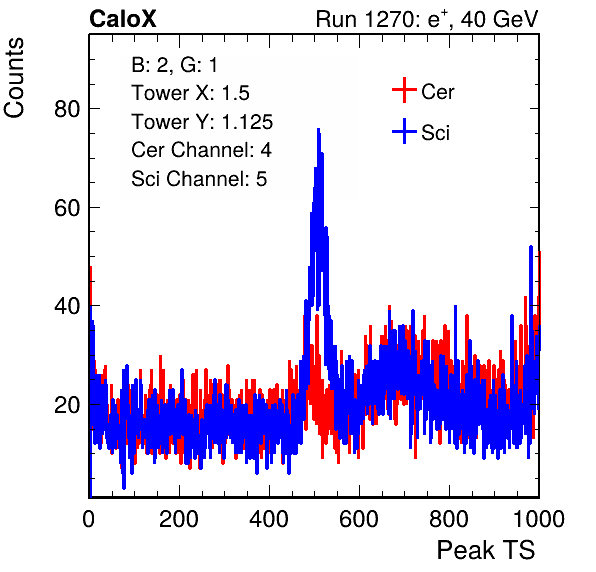 CaloX Run 1270: e⁺, 40 GeV
B: 2, G: 1
Tower X: 1.5
Tower Y: 1.125
Cer Channel: 4
Sci Channel: 5
Cer
Sci
Counts
80
60
40
20
0 200 400 600 800 1000
Peak TS